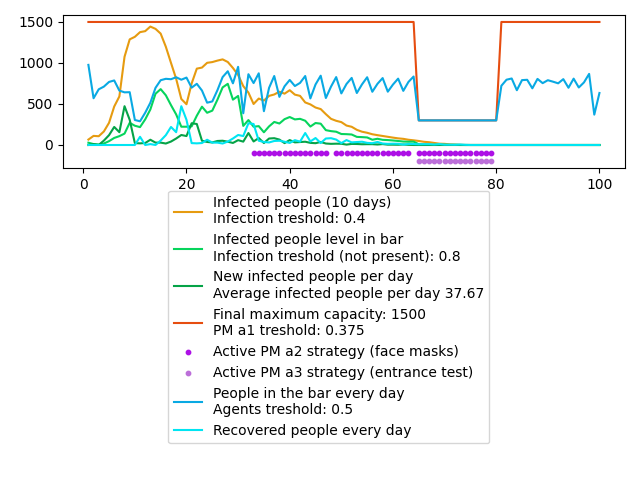 1500
1000
500
0
0
20
40
60
80
100
Infected people (10 days)
Infection treshold: 0.4
Infected people level in bar
Infection treshold (not present): 0.8
New infected people per day
Average infected people per day 37.67
Final maximum capacity: 1500
PM a1 treshold: 0.375
Active PM a2 strategy (face masks)
Active PM a3 strategy (entrance test)
People in the bar every day
Agents treshold: 0.5
Recovered people every day